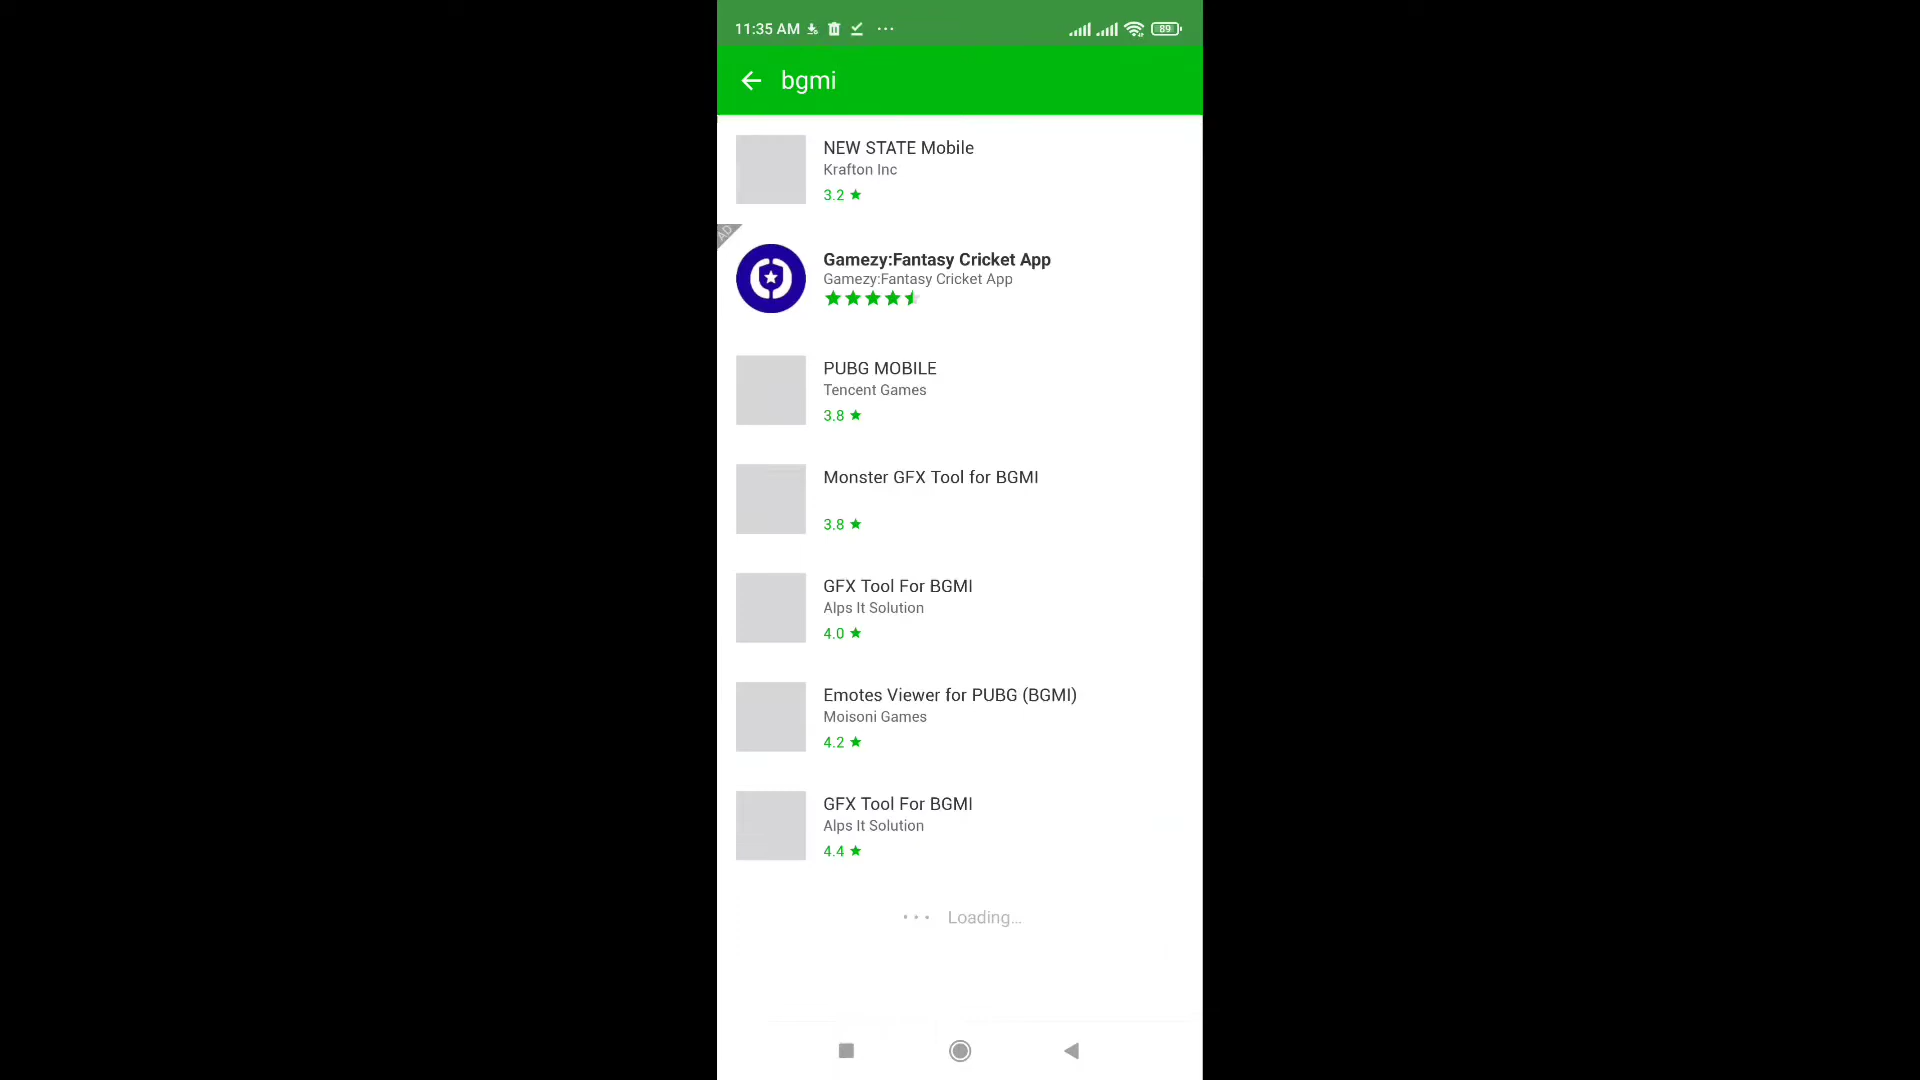 11:35 AM
89
bgmi
NEW STATE Mobile
Krafton Inc
3.2
AD
Gamezy:Fantasy Cricket App
Gamezy:Fantasy Cricket App
PUBG MOBILE
Tencent Games
3.8
Monster GFX Tool for BGMI
3.8
GFX Tool For BGMI
Alps It Solution
4.0
Emotes Viewer for PUBG (BGMI)
Moisoni Games
4.2
GFX Tool For BGMI
Alps It Solution
4.4
Loading...